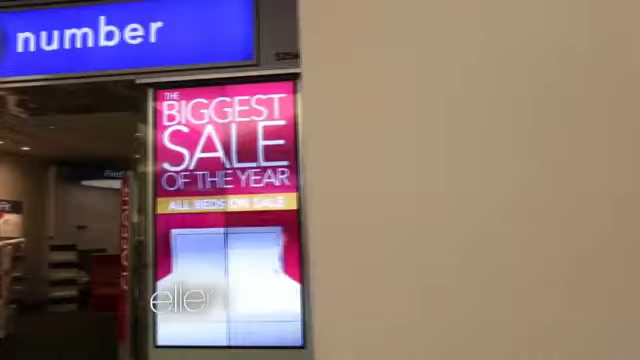 number
THE
BIGGEST
SALE
OF THE YEAR
ALL BEDS ON SALE
ellen